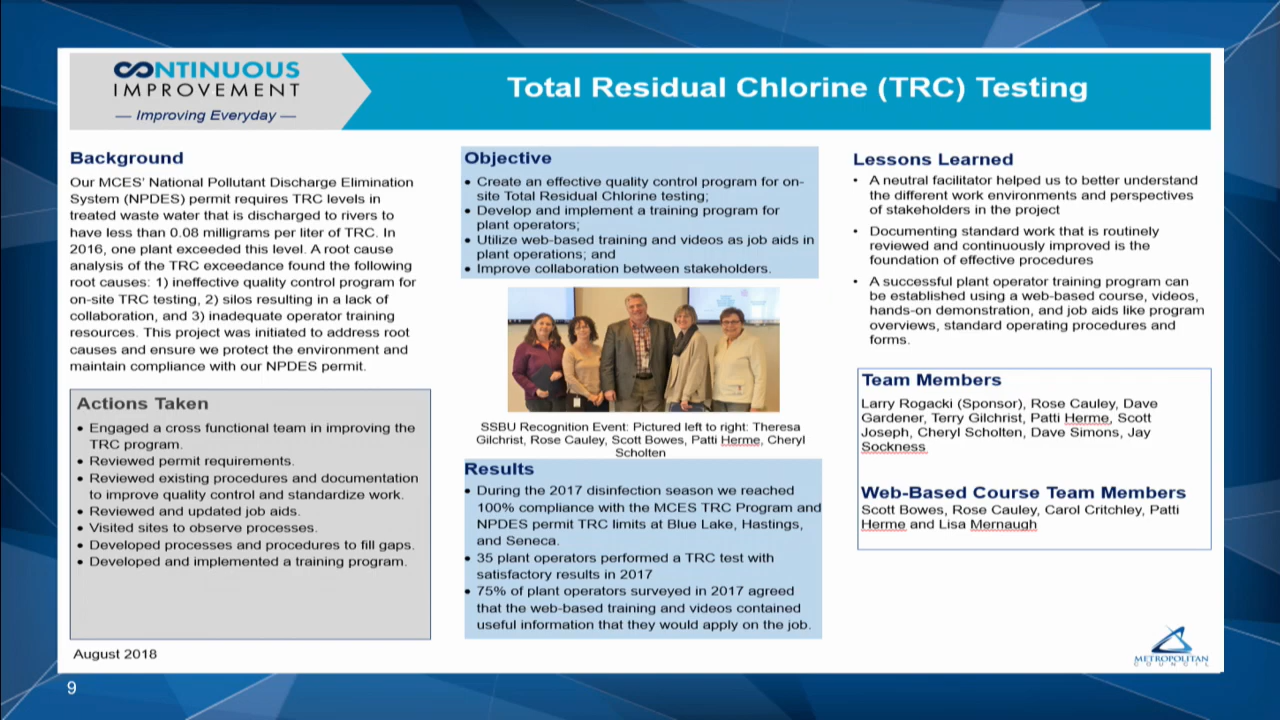 CONTINUOUS
IMPROVEMENT
— Improving Everyday —
Total Residual Chlorine (TRC) Testing
Background
Our MCES’ National Pollutant Discharge Elimination
System (NPDES) permit requires TRC levels in
treated waste water that is discharged to rivers to
have less than 0.08 milligrams per liter of TRC. In
2016, one plant exceeded this level. A root cause
analysis of the TRC exceedance found the following
root causes: 1) ineffective quality control program for
on-site TRC testing, 2) silos resulting in a lack of
collaboration, and 3) inadequate operator training
resources. This project was initiated to address root
causes and ensure we protect the environment and
maintain compliance with our NPDES permit.
Actions Taken
• Engaged a cross functional team in improving the
TRC program.
• Reviewed permit requirements.
• Reviewed existing procedures and documentation
to improve quality control and standardize work.
• Reviewed and updated job aids.
• Visited sites to observe processes.
• Developed processes and procedures to fill gaps.
• Developed and implemented a training program.
August 2018
9
Objective
• Create an effective quality control program for on-
site Total Residual Chlorine testing;
• Develop and implement a training program for
plant operators;
• Utilize web-based training and videos as job aids in
plant operations; and
• Improve collaboration between stakeholders.
SSBU Recognition Event: Pictured left to right: Theresa
Gilchrist, Rose Cauley, Scott Bowes, Patti Herme, Cheryl
Scholten
Results
• During the 2017 disinfection season we reached
100% compliance with the MCES TRC Program and
NPDES permit TRC limits at Blue Lake, Hastings,
and Seneca.
• 35 plant operators performed a TRC test with
satisfactory results in 2017
• 75% of plant operators surveyed in 2017 agreed
that the web-based training and videos contained
useful information that they would apply on the job.
Lessons Learned
• A neutral facilitator helped us to better understand
the different work environments and perspectives
of stakeholders in the project
• Documenting standard work that is routinely
reviewed and continuously improved is the
foundation of effective procedures
• A successful plant operator training program can
be established using a web-based course, videos,
hands-on demonstration, and job aids like program
overviews, standard operating procedures and
forms.
Team Members
Larry Rogacki (Sponsor), Rose Cauley, Dave
Gardener, Terry Gilchrist, Patti Herme, Scott
Joseph, Cheryl Scholten, Dave Simons, Jay
Sockness
Web-Based Course Team Members
Scott Bowes, Rose Cauley, Carol Critchley, Patti
Herme and Lisa Mernaugh
METROPOLITAN
COUNCIL